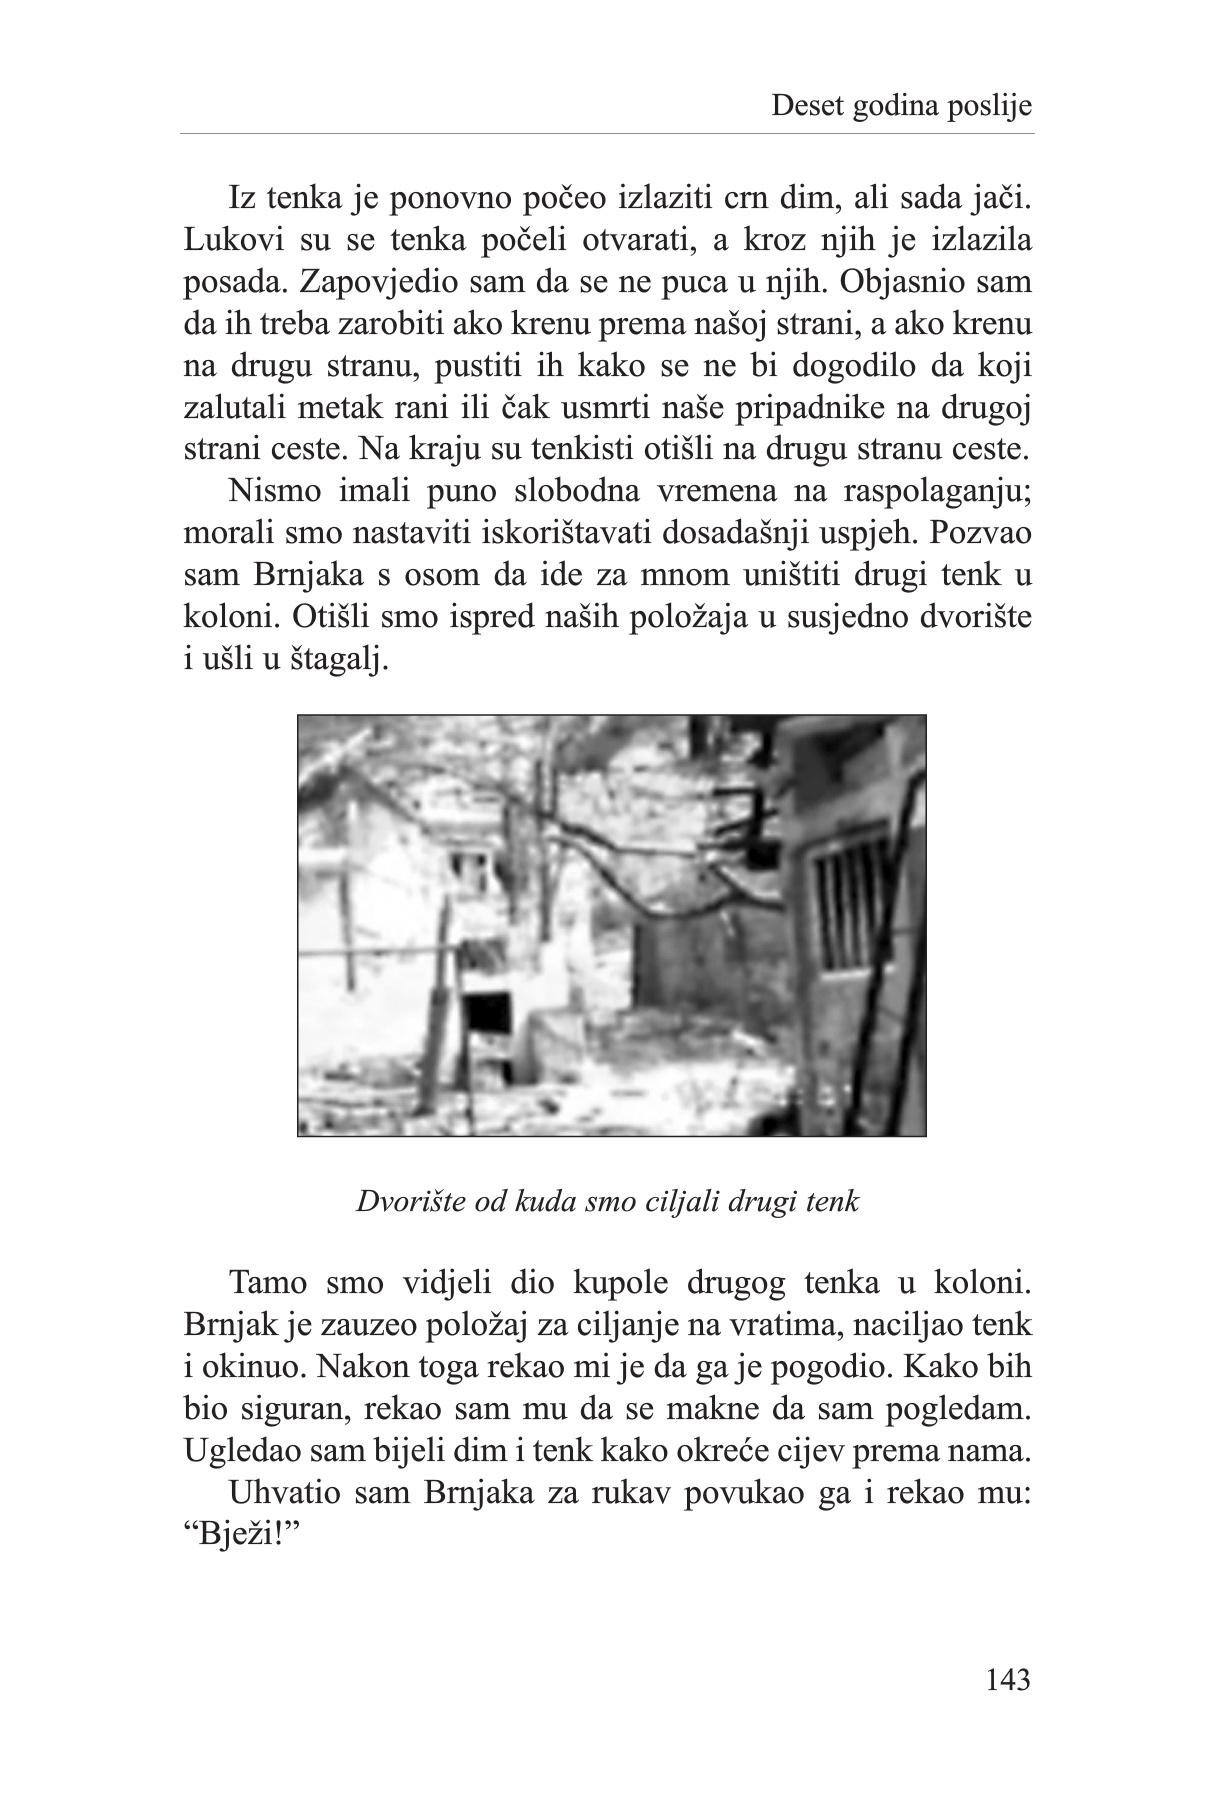 Deset godina poslije
Iz tenka je ponovno počeo izlaziti crn dim, ali sada jači.
Lukovi su se tenka počeli otvarati, a kroz njih je izlazila
posada. Zapovjedio sam da se ne puca u njih. Objasnio sam
da ih treba zarobiti ako krenu prema našoj strani, a ako krenu
na drugu stranu, pustiti ih kako se ne bi dogodilo da koji
zalutali metak rani ili čak usmrti naše pripadnike na drugoj
strani ceste. Na kraju su tenkisti otišli na drugu stranu ceste.
Nismo imali puno slobodna vremena na raspolaganju;
morali smo nastaviti iskorištavati dosadašnji uspjeh. Pozvao
sam Brnjaka s osom da ide za mnom uništiti drugi tenk u
koloni. Otišli smo ispred naših položaja u susjedno dvorište
i ušli u štagalj.
Dvorište od kuda smo ciljali drugi tenk
Tamo smo vidjeli dio kupole drugog tenka u koloni.
Brnjak je zauzeo položaj za ciljanje na vratima, naciljao tenk
i okinuo. Nakon toga rekao mi je da ga je pogodio. Kako bih
bio siguran, rekao sam mu da se makne da sam pogledam.
Ugledao sam bijeli dim i tenk kako okreće cijev prema nama.
Uhvatio sam Brnjaka za rukav povukao ga i rekao mu:
“Bježi!”
143